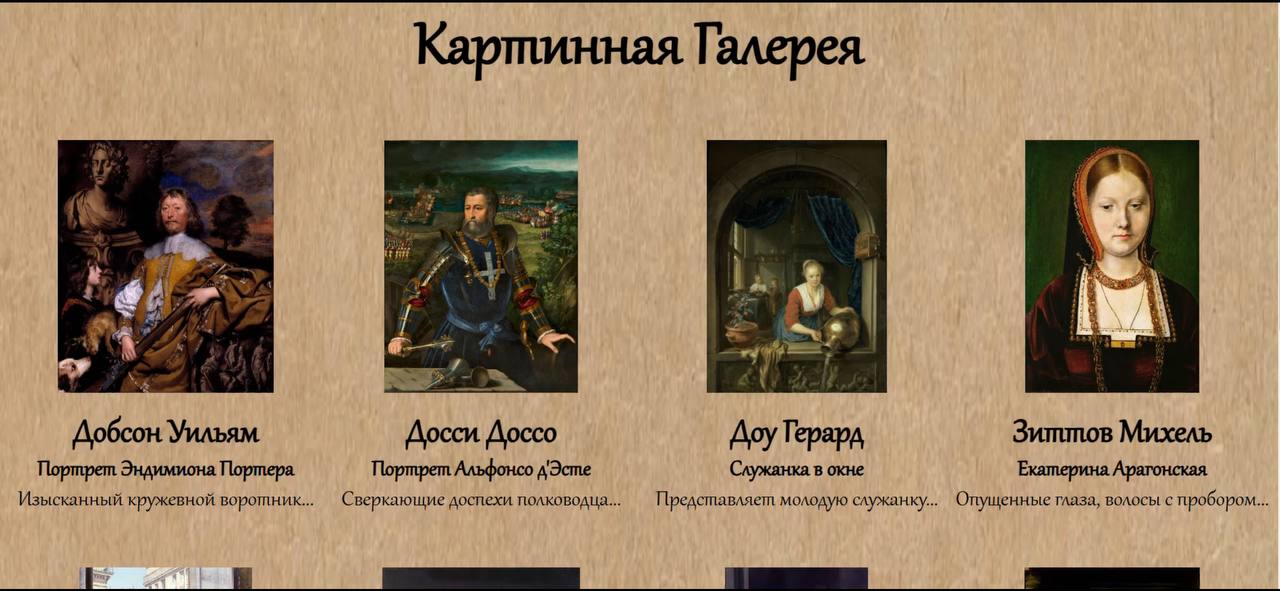 Картинная Галерея
Добсон Уильям
Портрет Эндимиона Портера
Изысканный кружевной воротник...
Досси Доссо
Портрет Альфонсо д'Эсте
Сверкающие доспехи полководца...
Доу Герард
Служанка в окне
Представляет молодую служанку...
Зиттов Михель
Екатерина Арагонская
Опущенные глаза, волосы с пробором...